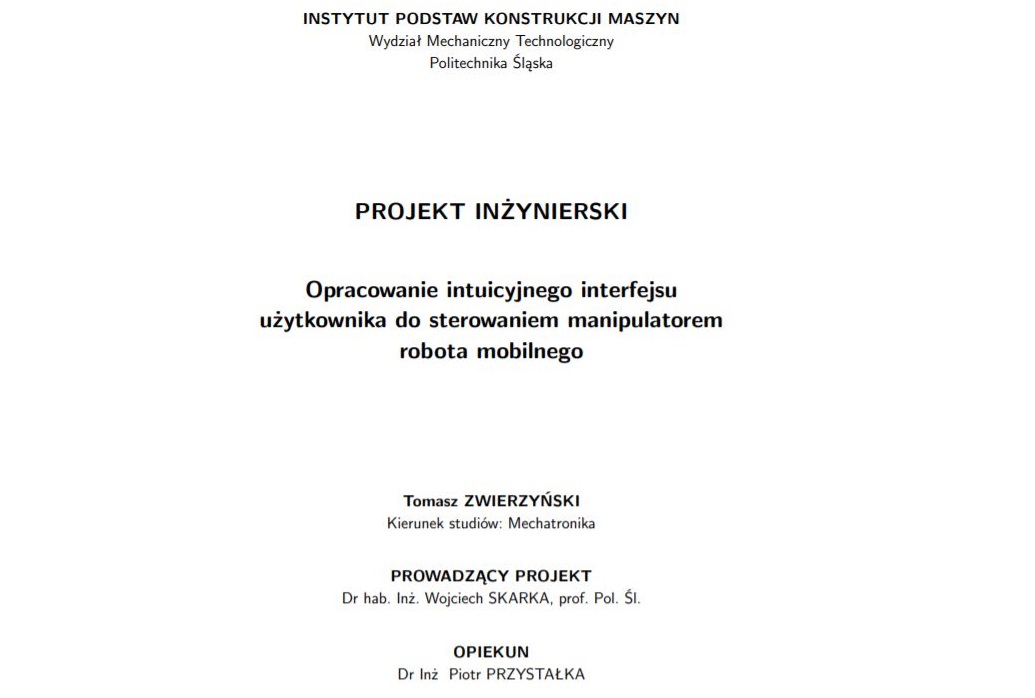 INSTYTUT PODSTAW KONSTRUKCJI MASZYN
Wydział Mechaniczny Technologiczny
Politechnika Śląska
PROJEKT INŻYNIERSKI
Opracowanie intuicyjnego interfejsu
użytkownika do sterowaniem manipulatorem
robota mobilnego
Tomasz ZWIERZYŃSKI
Kierunek studiów: Mechatronika
PROWADZĄCY PROJEKT
Dr hab. Inż. Wojciech SKARKA, prof. Pol. Śl.
OPIEKUN
Dr Inż  Piotr PRZYSTAŁKA